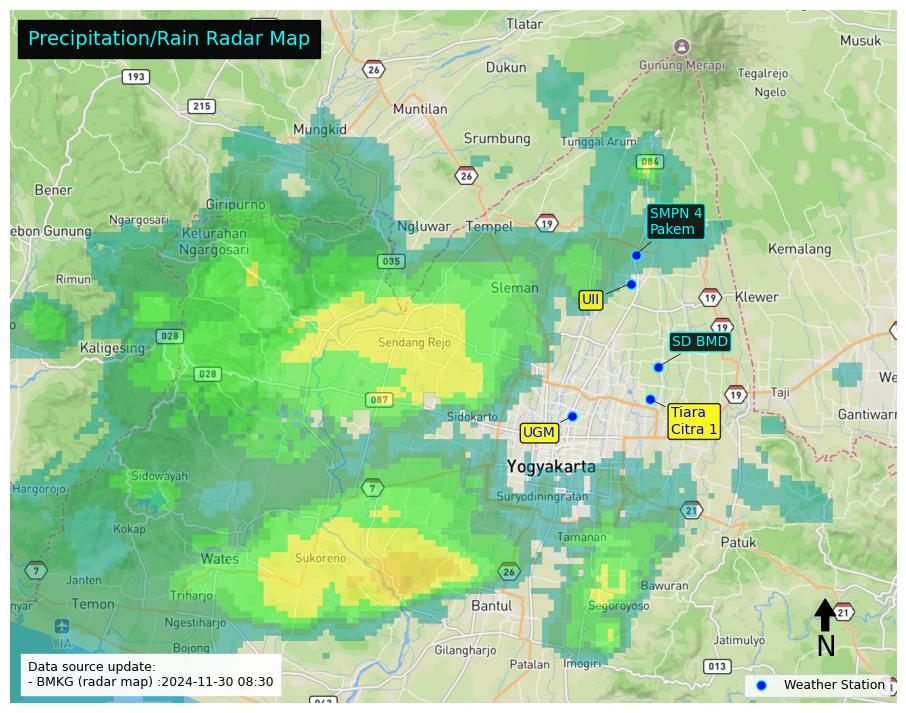 Precipitation/Rain Radar Map
Tlatar
Musuk
26
Gunung Merapi
Dukun
Tegalrejo
193
Ngelo
215
Muntilan
Mungkid
Srumbung
Tunggal Arum
084
26
Bener
Giripurno
SMPN 4
Pakem
Ngargosari
Ngluwar
Tempel
19
ebon Gunung
Kelurahan
Ngargosari
Kemalang
035
Rimun
Sleman
UII
19
Klewer
o
19
028
Sendang Rejo
SD BMD
Kaligesing
028
We
087
19
Taji
Sidokarto
Tiara
Citra 1
Gantiwarn
UGM
Yogyakarta
Sidowayah
Hargorojo
7
Suryodiningratan
21
Kokap
Tamanan
Patuk
Wates
Sukoreno
7
26
Janten
Bawuran
Triharjo
nyar
Temon
Bantul
Segoroyoso
21
Ngestiharjo
YIA
Jatimulyo
N
Bojong
Gilangharjo
Patalan
Imogiri
013
Data source update:
- BMKG (radar map) :2024-11-30 08:30
Weather Station